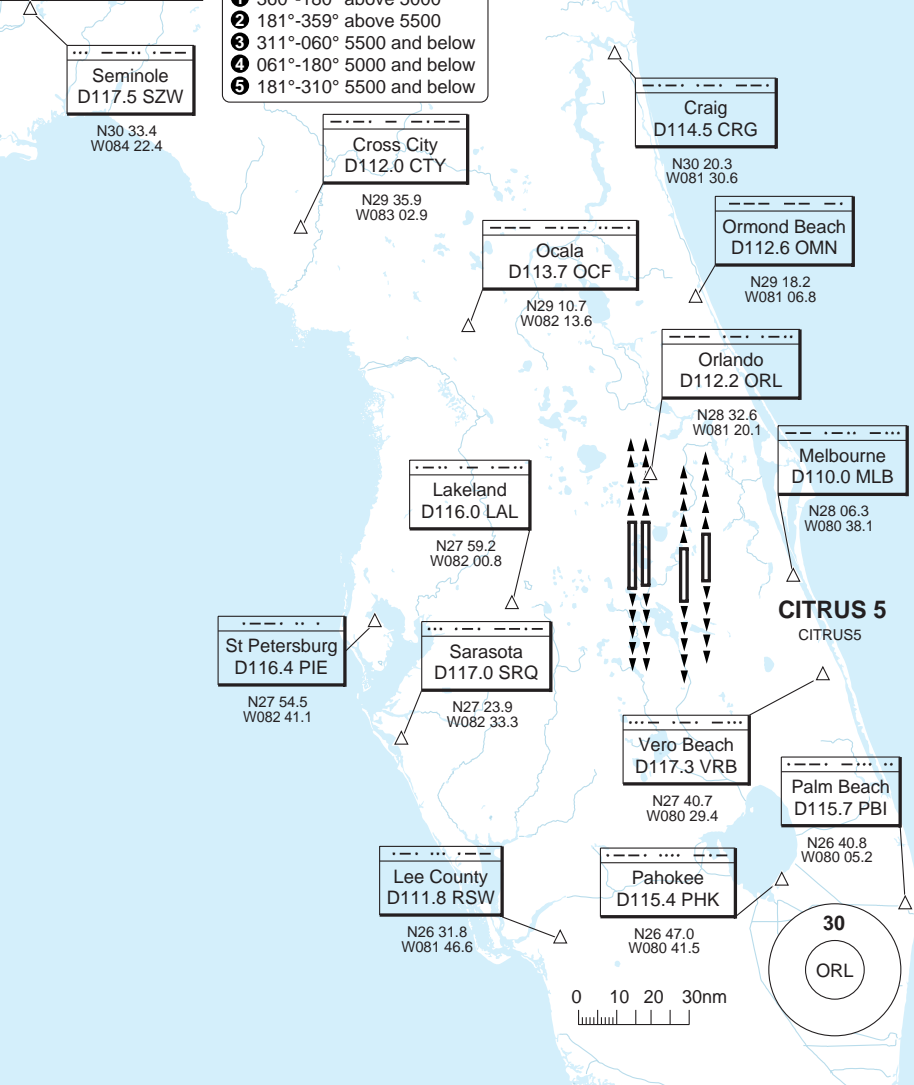 ❶ 360°-180° above 5000
❷ 181°-359° above 5500
❸ 311°-060° 5500 and below
❹ 061°-180° 5000 and below
❺ 181°-310° 5500 and below
Seminole
D117.5 SZW
N30 33.4
W084 22.4
Craig
D114.5 CRG
N30 20.3
W081 30.6
Cross City
D112.0 CTY
N29 35.9
W083 02.9
Ormond Beach
D112.6 OMN
N29 18.2
W081 06.8
Ocala
D113.7 OCF
N29 10.7
W082 13.6
Orlando
D112.2 ORL
N28 32.6
W081 20.1
Melbourne
D110.0 MLB
N28 06.3
W080 38.1
Lakeland
D116.0 LAL
N27 59.2
W082 00.8
CITRUS 5
CITRUS5
St Petersburg
D116.4 PIE
N27 54.5
W082 41.1
Sarasota
D117.0 SRQ
N27 23.9
W082 33.3
Vero Beach
D117.3 VRB
N27 40.7
W080 29.4
Palm Beach
D115.7 PBI
N26 40.8
W080 05.2
Lee County
D111.8 RSW
N26 31.8
W081 46.6
Pahokee
D115.4 PHK
N26 47.0
W080 41.5
30
ORL
0 10 20 30nm